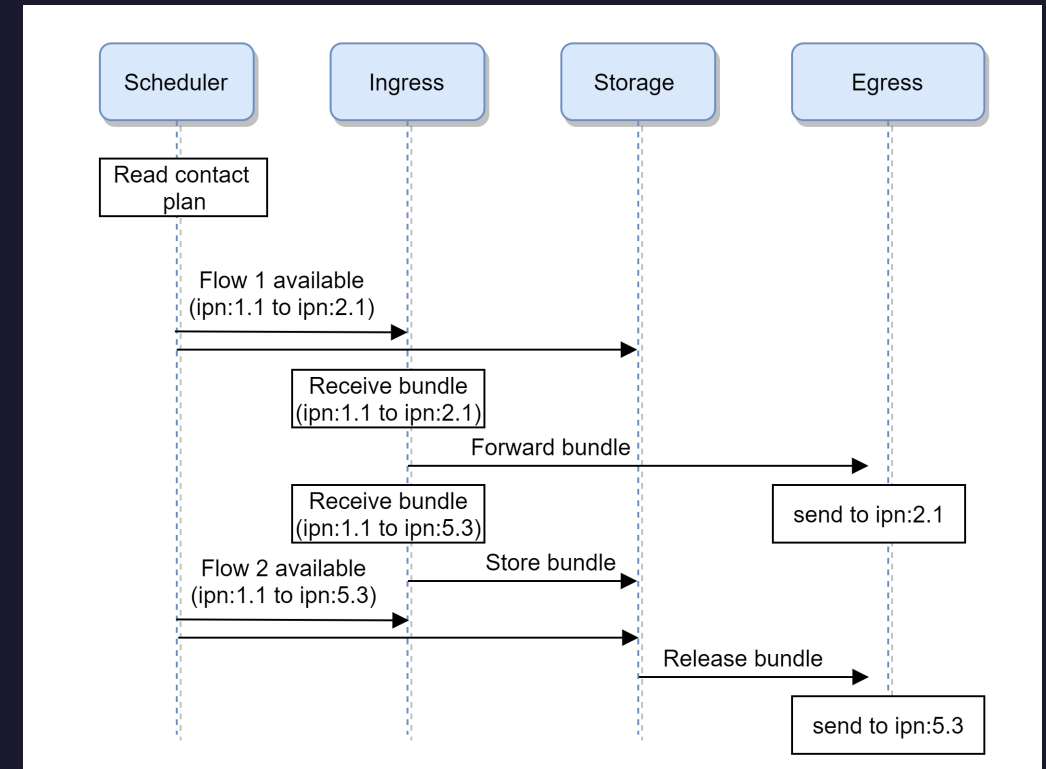 Scheduler
Ingress
Storage
Egress
Read contact
plan
Flow 1 available
(ipn:1.1 to ipn:2.1)
Receive bundle
(ipn:1.1 to ipn:2.1)
Forward bundle
Receive bundle
(ipn:1.1 to ipn:5.3)
send to ipn:2.1
Store bundle
Flow 2 available
(ipn:1.1 to ipn:5.3)
Release bundle
send to ipn:5.3